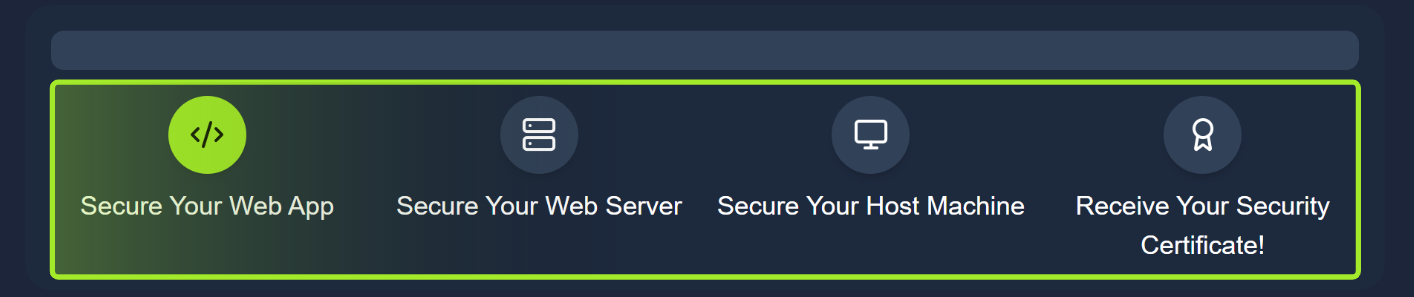 Secure Your Web App
Secure Your Web Server
Secure Your Host Machine
Receive Your Security
Certificate!